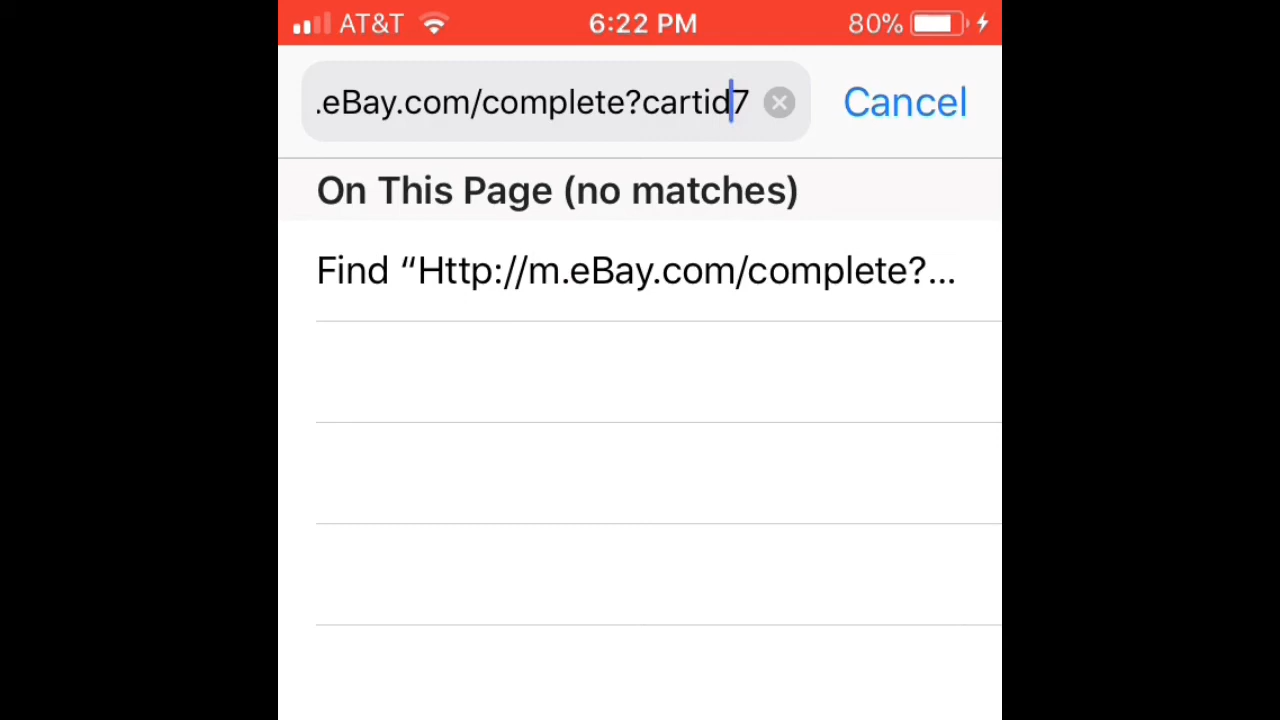 AT&T 6:22 PM 80%
.eBay.com/complete?cartid7 Cancel
On This Page (no matches)
Find “Http://m.eBay.com/complete?...